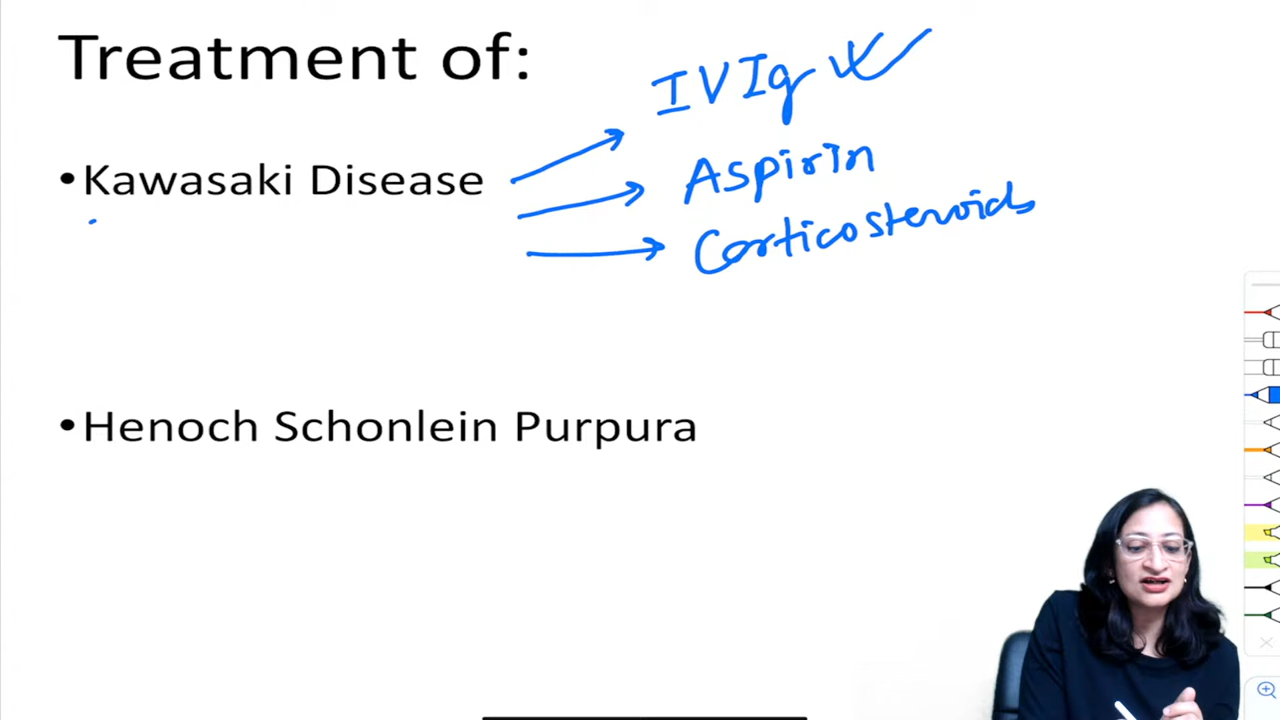 Treatment of:
IVIg
• Kawasaki Disease
Aspirin
Corticosteroids
• Henoch Schonlein Purpura